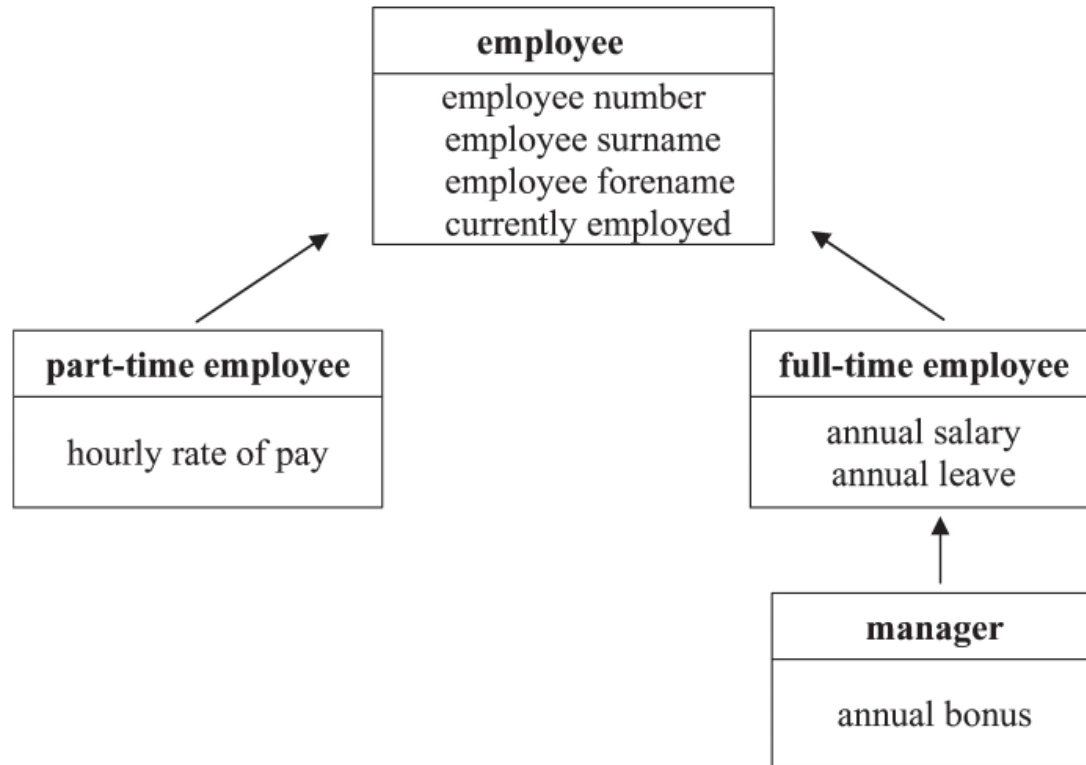 employee
employee number
employee surname
employee forename
currently employed
part-time employee
hourly rate of pay
full-time employee
annual salary
annual leave
manager
annual bonus